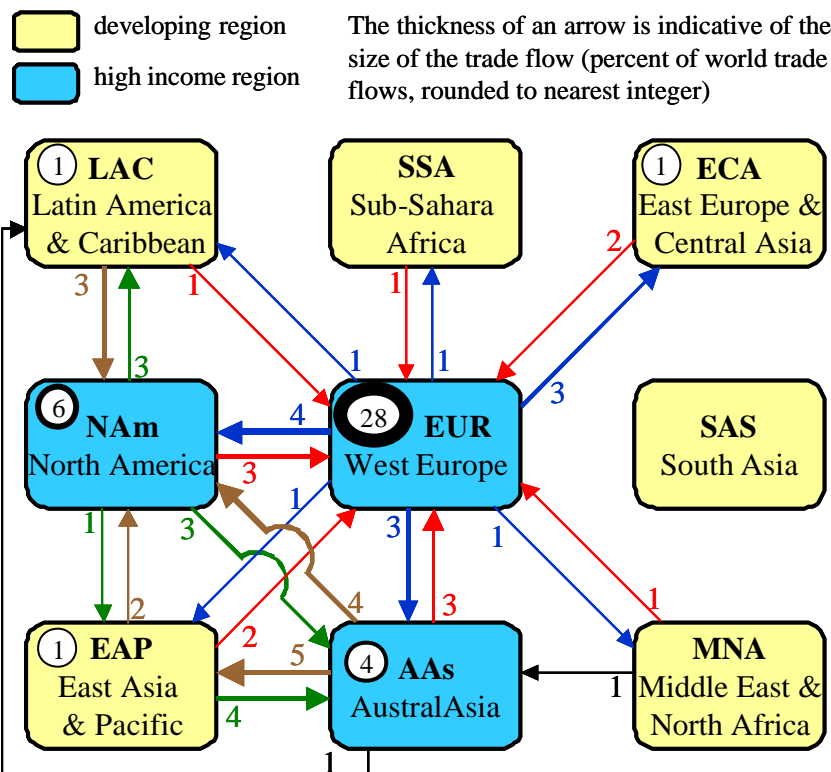 developing region
high income region
The thickness of an arrow is indicative of the
size of the trade flow (percent of world trade
flows, rounded to nearest integer)
1 LAC
Latin America
& Caribbean
SSA
Sub-Sahara
Africa
1 ECA
East Europe &
Central Asia
3
1
1
2
3
1
1
3
6
NAm
North America
4
3
28
EUR
West Europe
SAS
South Asia
1
3
1
3
1
2
2
4
3
1
1 EAP
East Asia
& Pacific
5
4
4
AAs
AustralAsia
1
MNA
Middle East &
North Africa
1